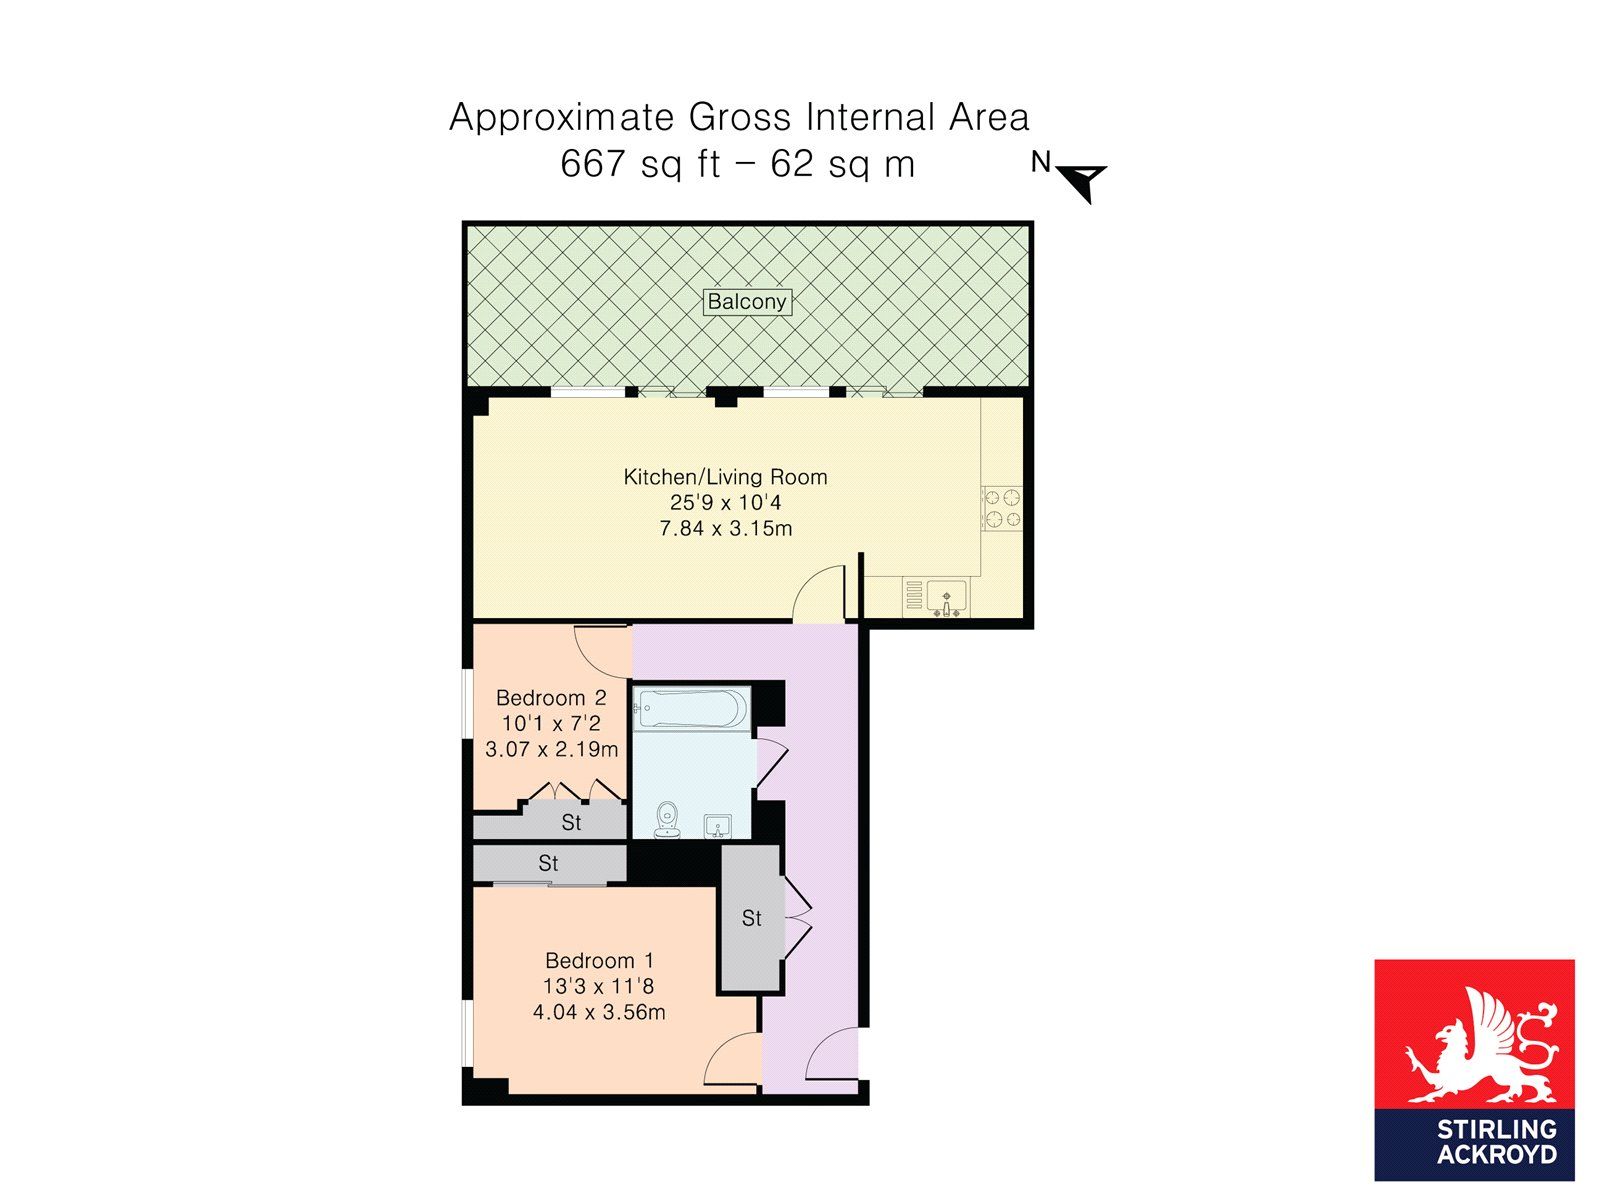 Approximate Gross Internal Area
667 sq ft – 62 sq m
N
Balcony
Kitchen/Living Room
25'9 x 10'4
7.84 x 3.15m
Bedroom 2
10'1 x 7'2
3.07 x 2.19m
St
St
St
Bedroom 1
13'3 x 11'8
4.04 x 3.56m
STIRLING
ACKROYD